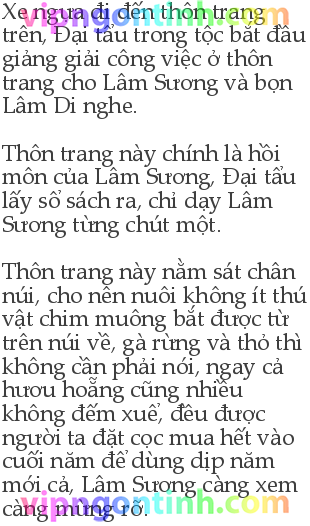 Xe ngựa đi đến thôn trang
trên, Đại tẩu trong tộc bắt đầu
giảng giải công việc ở thôn
trang cho Lâm Sương và bọn
Lâm Di nghe.
Thôn trang này chính là hồi
môn của Lâm Sương, Đại tẩu
lấy sổ sách ra, chỉ dạy Lâm
Sương từng chút một.
Thôn trang này nằm sát chân
núi, cho nên nuôi không ít thú
vật chim muông bắt được từ
trên núi về, gà rừng và thỏ thì
không cần phải nói, ngay cả
hươu hoẵng cũng nhiều
không đếm xuể, đều được
người ta đặt cọc mua hết vào
cuối năm để dùng dịp năm
mới cả, Lâm Sương càng xem
càng mừng rỡ.
vipngontinh.com
vipngontinh.com